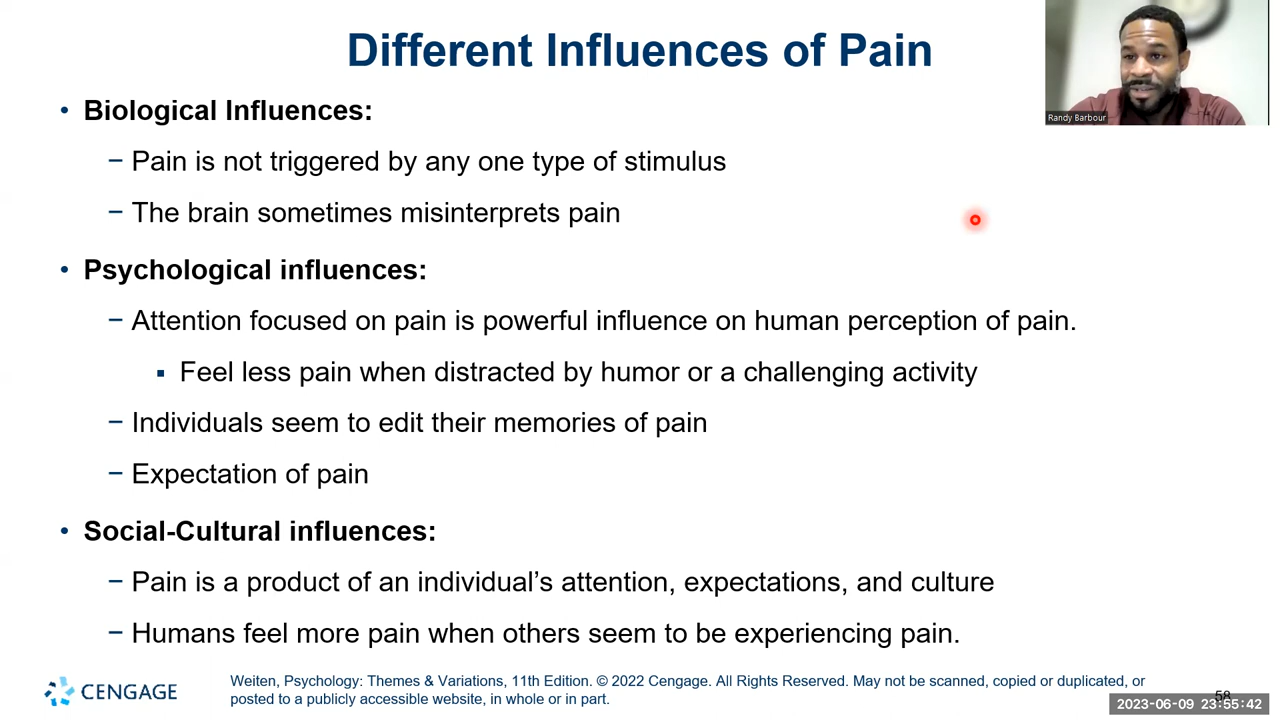 Different Influences of Pain
Randy Barbour
• Biological Influences:
– Pain is not triggered by any one type of stimulus
– The brain sometimes misinterprets pain
• Psychological influences:
– Attention focused on pain is powerful influence on human perception of pain.
▪ Feel less pain when distracted by humor or a challenging activity
– Individuals seem to edit their memories of pain
– Expectation of pain
• Social-Cultural influences:
– Pain is a product of an individual’s attention, expectations, and culture
– Humans feel more pain when others seem to be experiencing pain.
CENGAGE
Weiten, Psychology: Themes & Variations, 11th Edition. © 2022 Cengage. All Rights Reserved. May not be scanned, copied or duplicated, or
posted to a publicly accessible website, in whole or in part.
58
2023-06-09 23:55:42